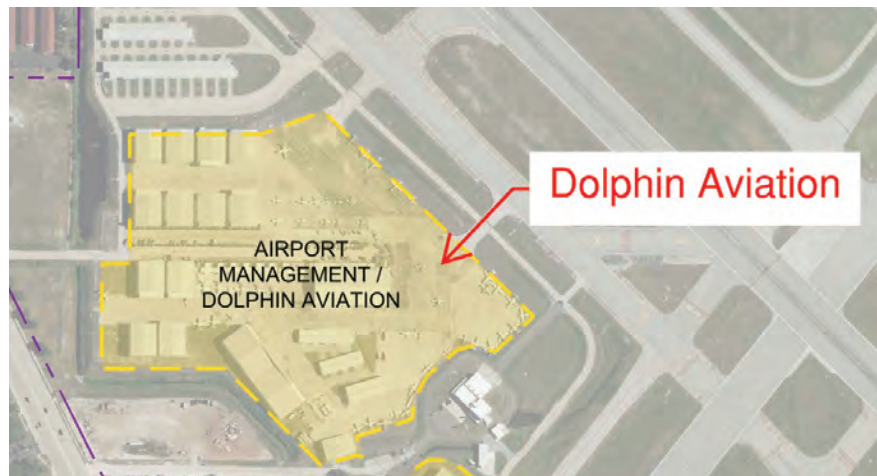 Dolphin Aviation
AIRPORT
MANAGEMENT /
DOLPHIN AVIATION